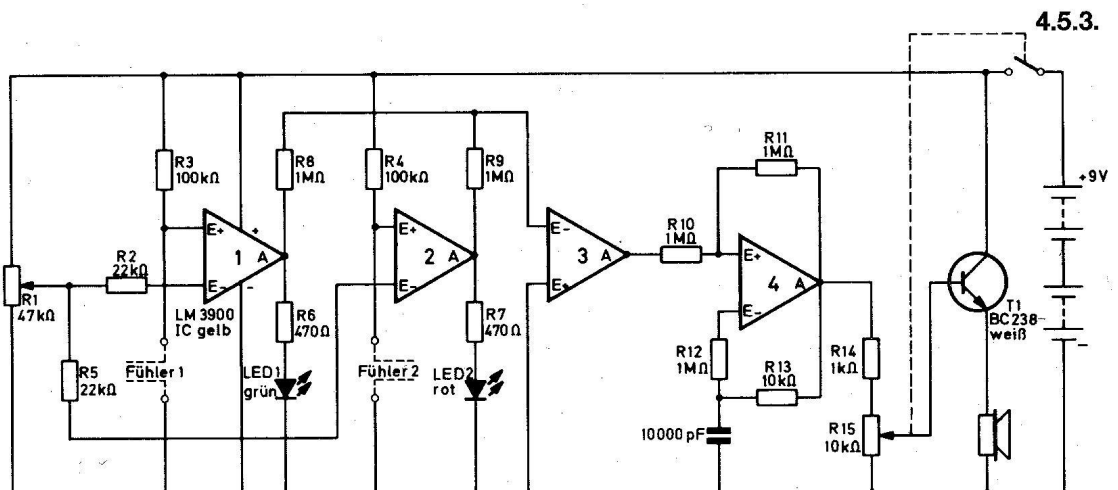 4.5.3.
R3
100kΩ
R8
1MΩ
R4
100kΩ
R9
1MΩ
R11
1MΩ
+9V
R2
22kΩ
E+
+
1
A
E-
-
LM 3900
IC gelb
E+
2
A
E-
E-
3
A
E+
R10
1MΩ
E+
4
A
E-
R1
47kΩ
R5
22kΩ
Fühler 1
R6
470Ω
LED1
grün
Fühler 2
R7
470Ω
LED2
rot
R12
1MΩ
R13
10kΩ
R14
1kΩ
T1
BC238
weiß
-
10000 pF
R15
10kΩ